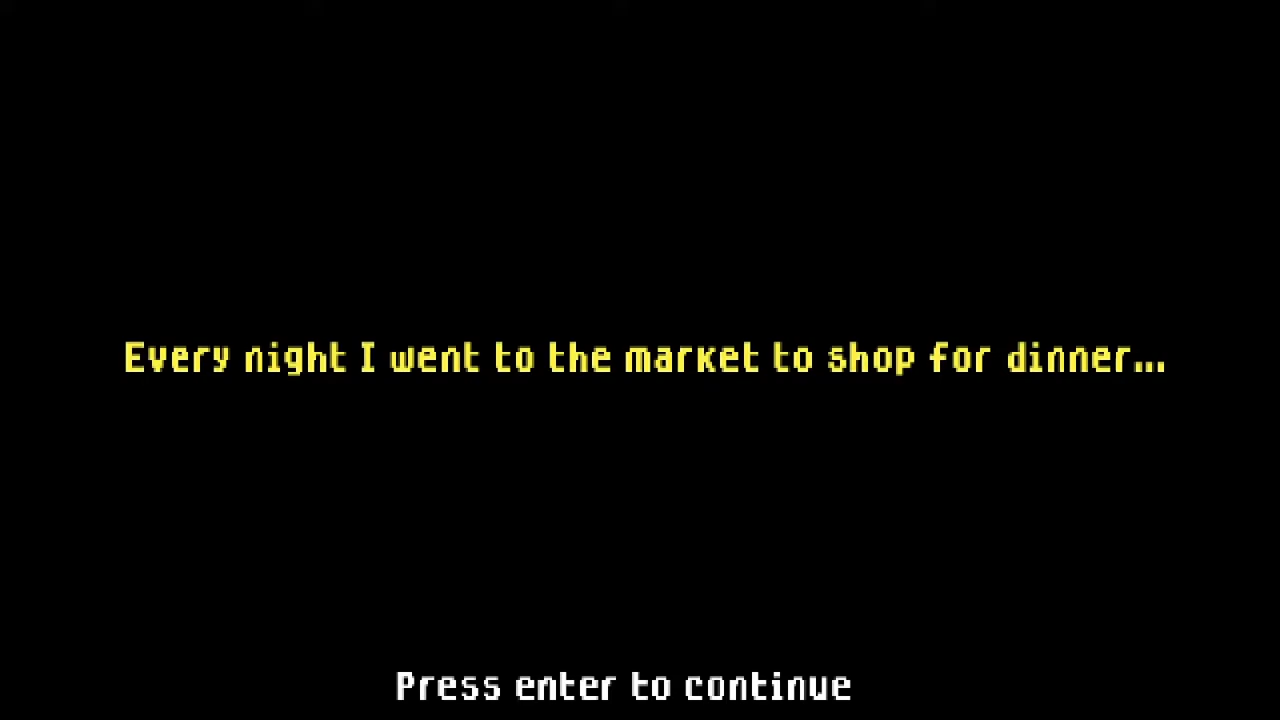 Every night I went to the market to shop for dinner...
Press enter to continue